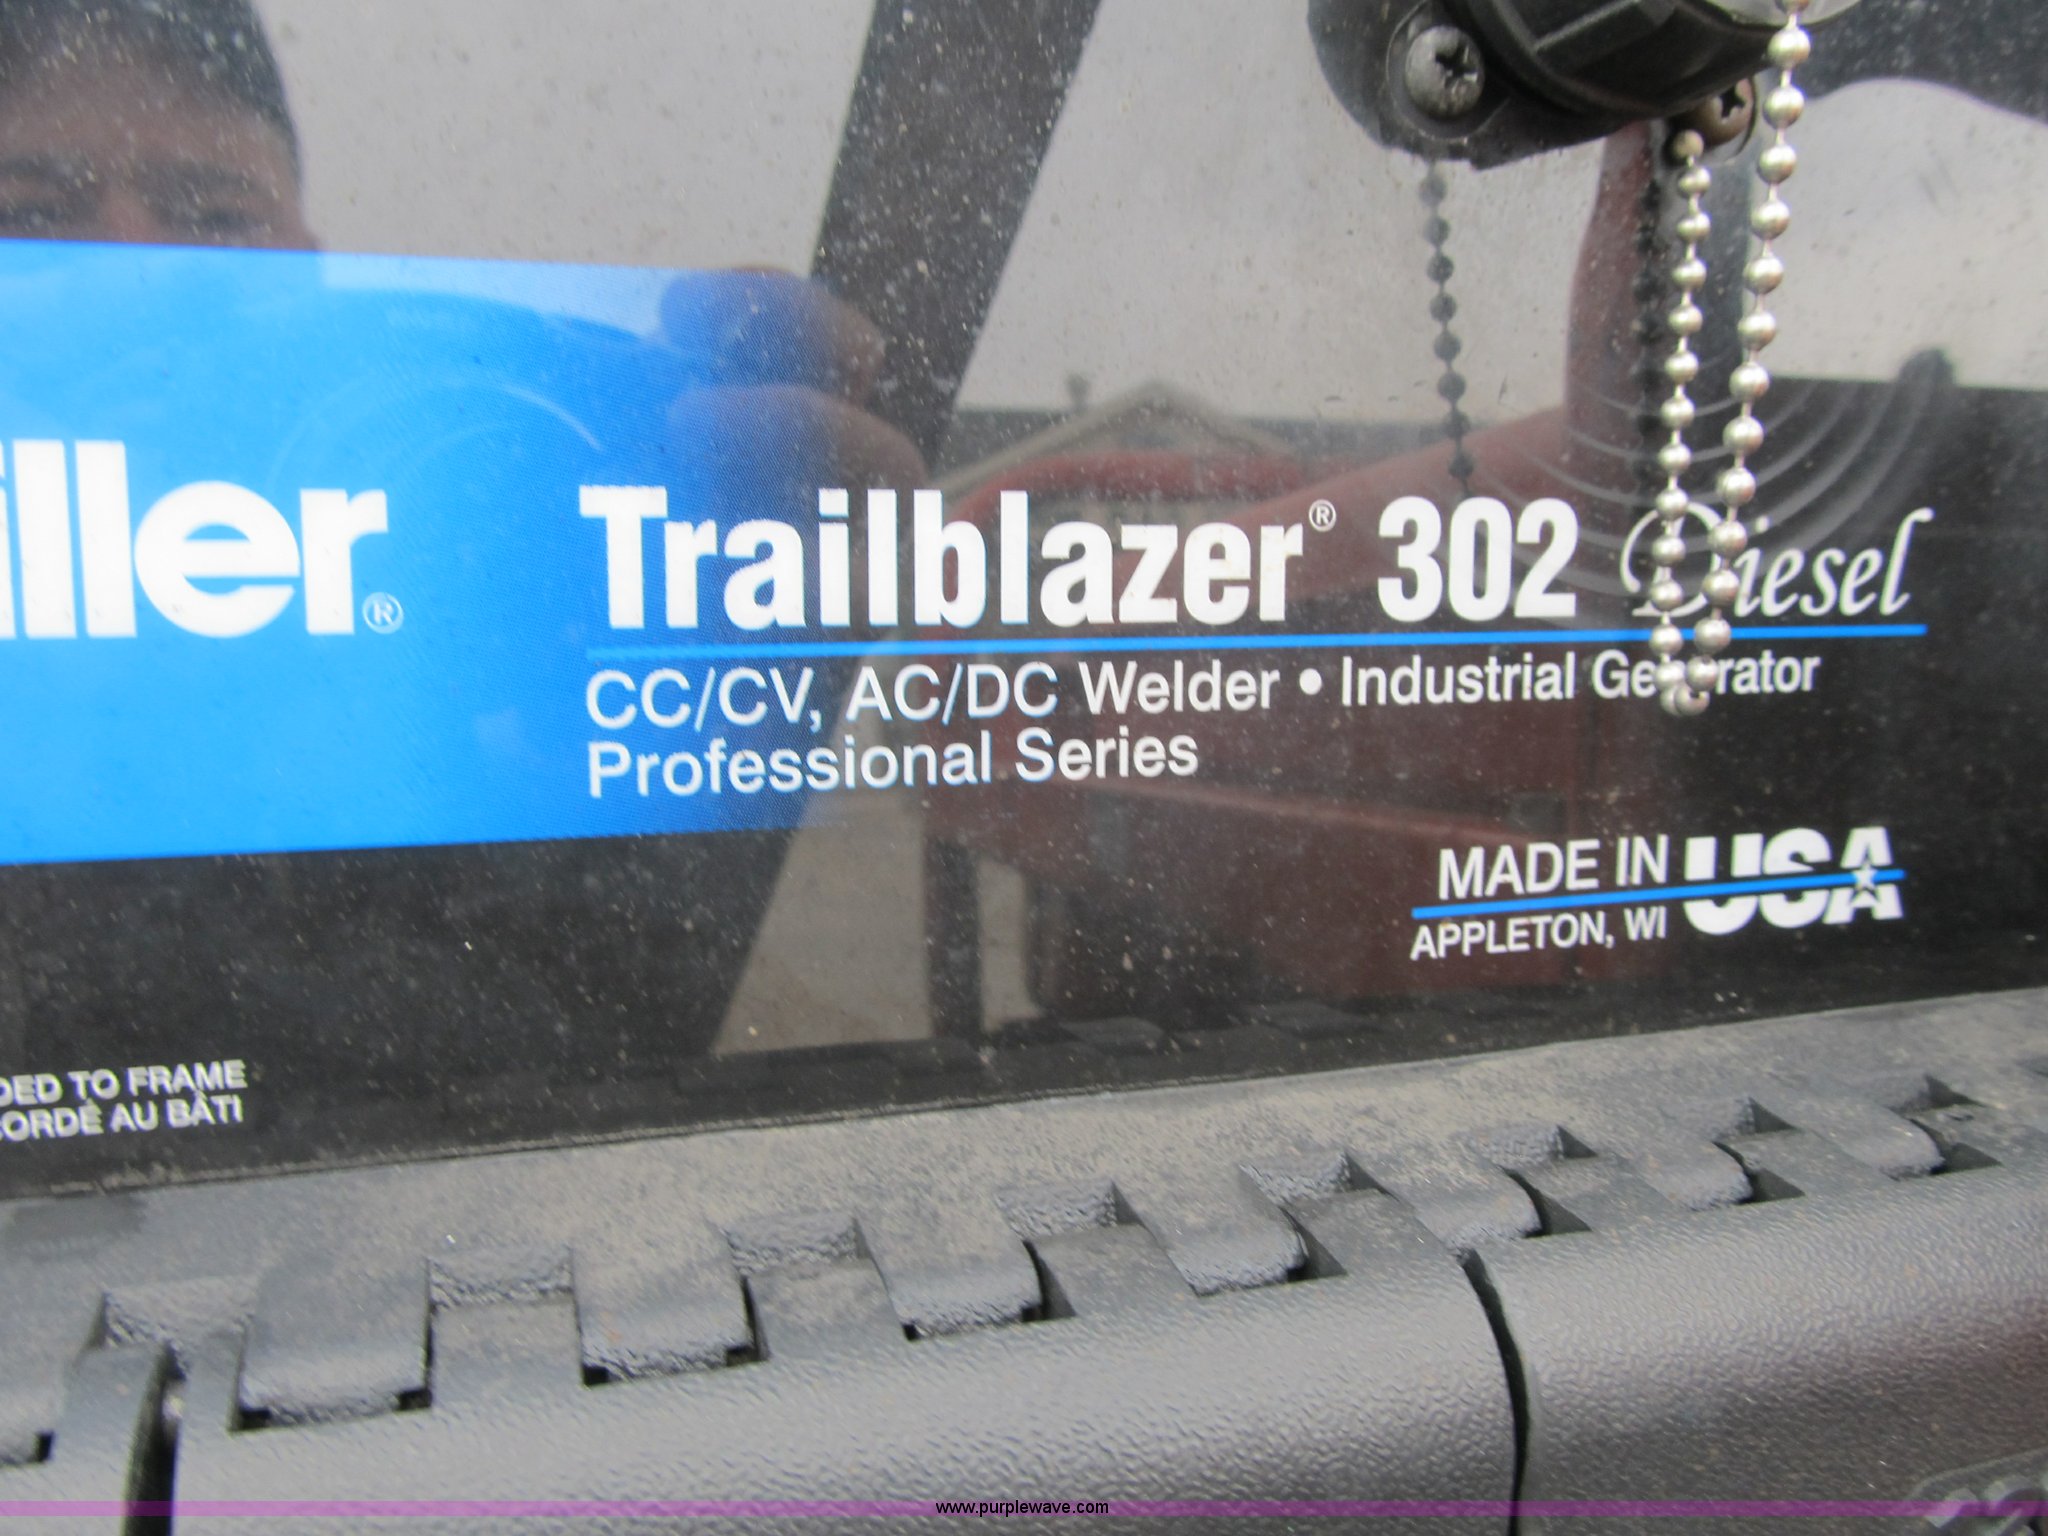 iller®
Trailblazer® 302 Diesel
CC/CV, AC/DC Welder • Industrial Generator
Professional Series
MADE IN USA
APPLETON, WI
DED TO FRAME
CORDÉ AU BÂTI
www.purplewave.com